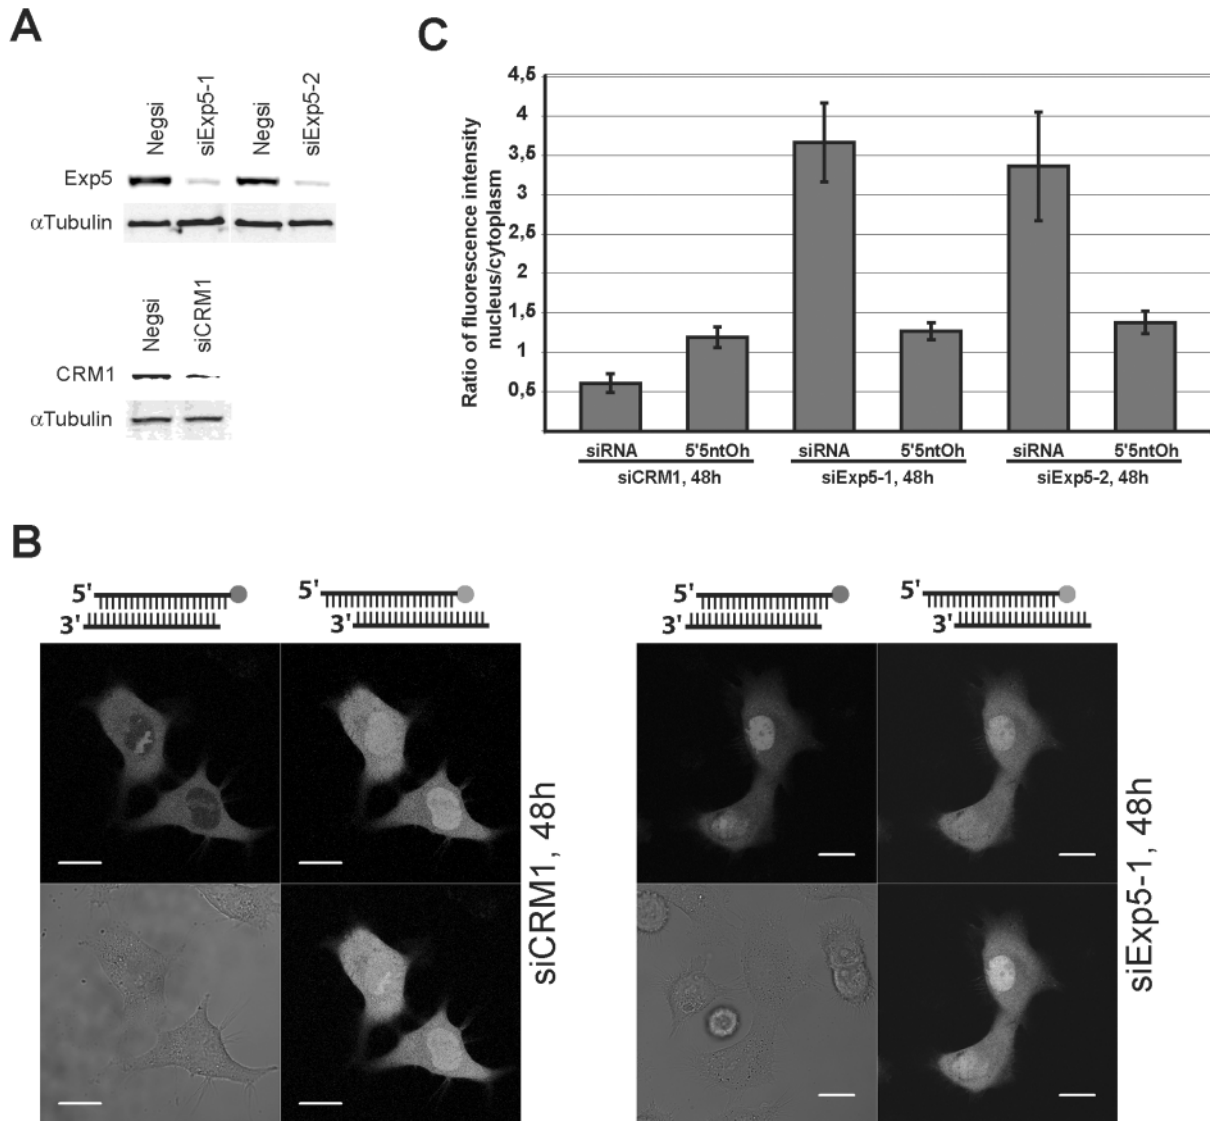 A
Negsi
siExp5-1
Negsi
siExp5-2
Exp5
αTubulin
Negsi
siCRM1
CRM1
αTubulin
C
Ratio of fluorescence intensity
nucleus/cytoplasm
4,5
4
3,5
3
2,5
2
1,5
1
0,5
siRNA 5'5ntOh siRNA 5'5ntOh siRNA 5'5ntOh
siCRM1, 48h siExp5-1, 48h siExp5-2, 48h
B
5' 5' 5' 5'
3' 3' 3' 3'
siCRM1, 48h
siExp5-1, 48h